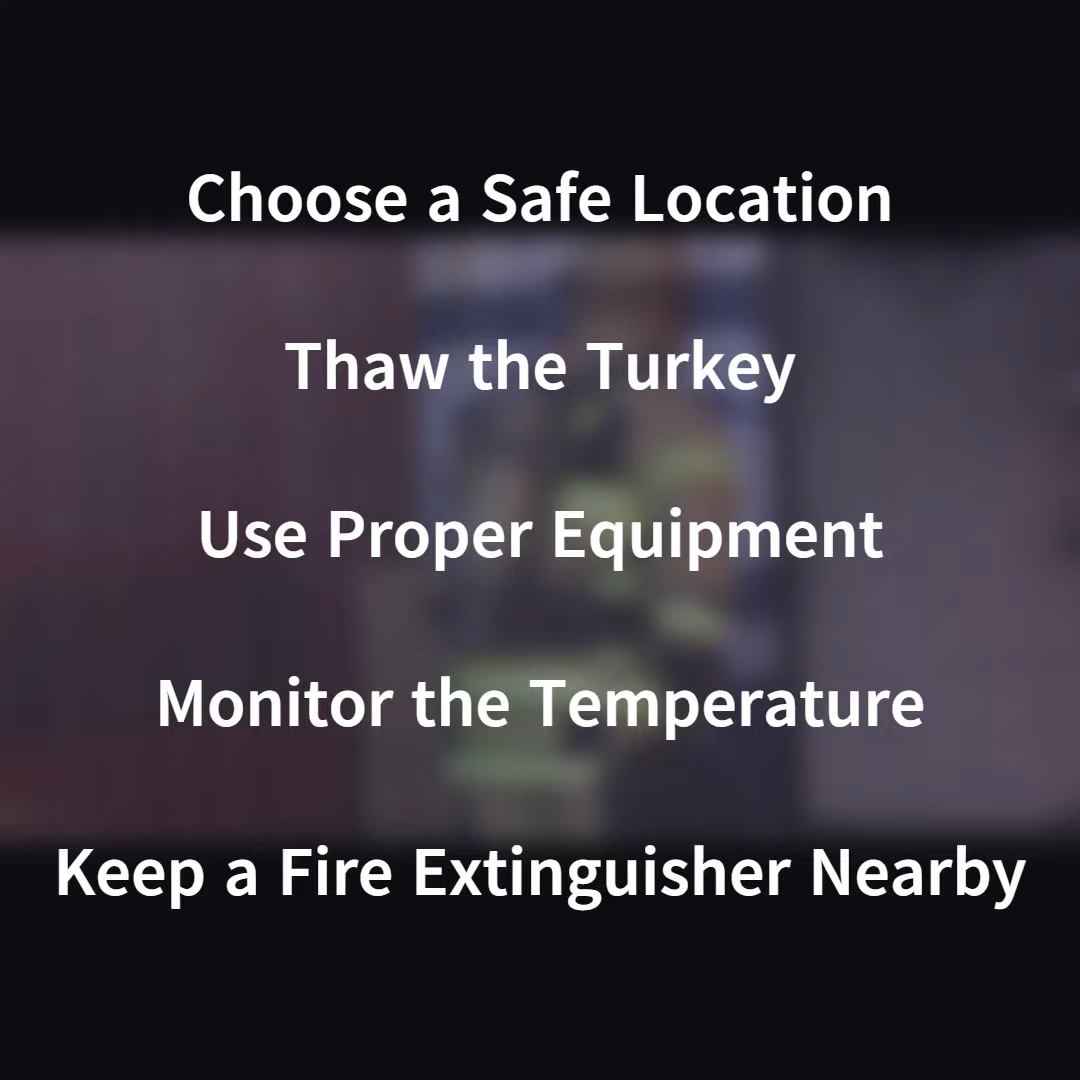 Choose a Safe Location
Thaw the Turkey
Use Proper Equipment
Monitor the Temperature
Keep a Fire Extinguisher Nearby